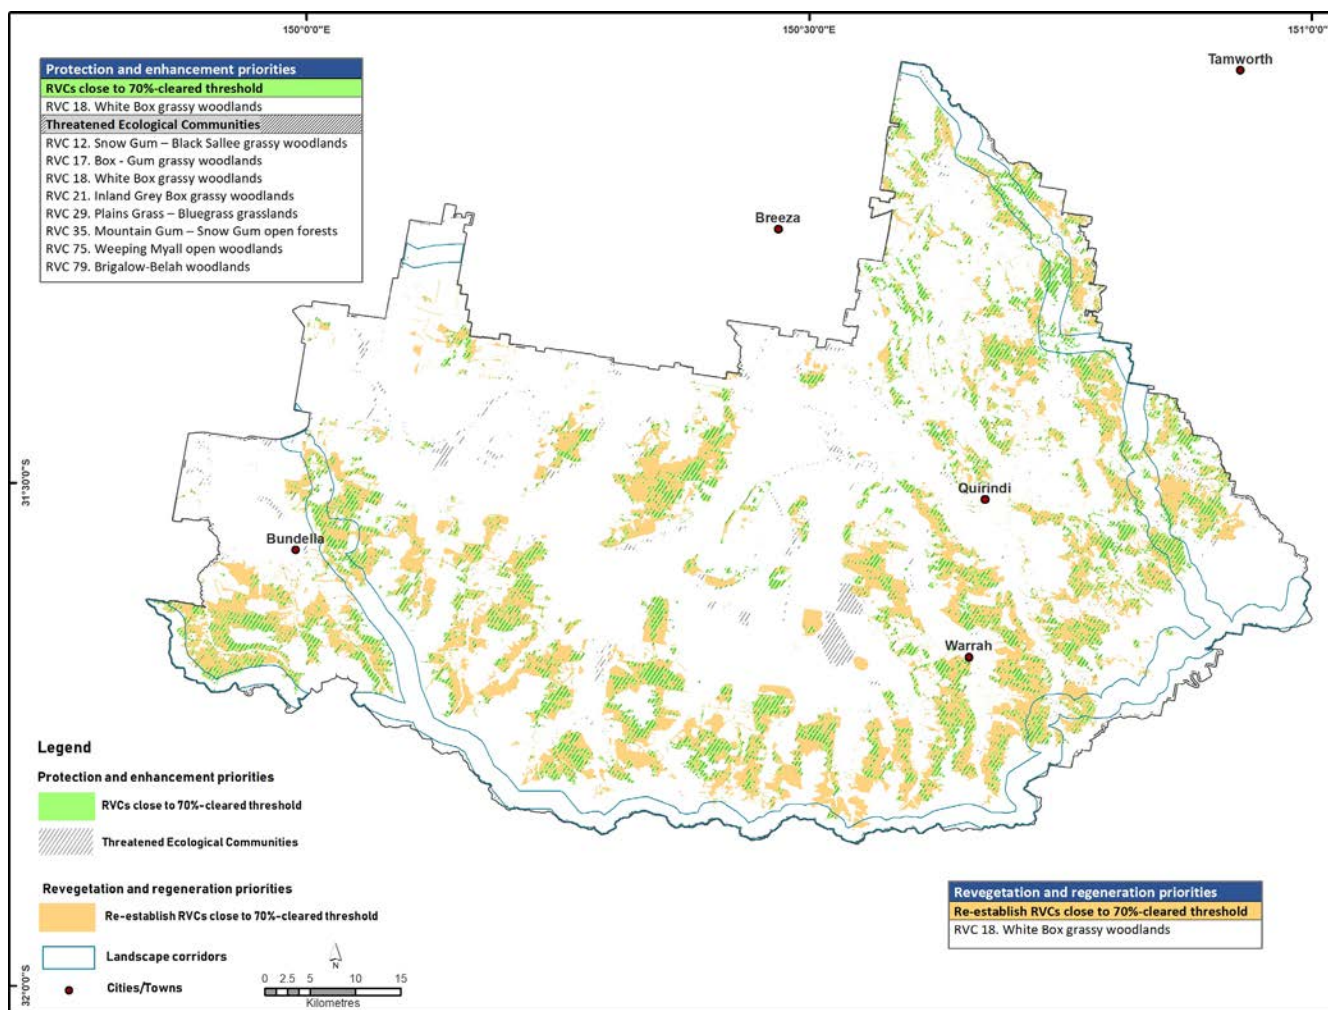 150°0'0"E
150°30'0"E
151°0'
Tamworth
Protection and enhancement priorities
RVCs close to 70%-cleared threshold
RVC 18. White Box grassy woodlands
Threatened Ecological Communities
RVC 12. Snow Gum – Black Sallee grassy woodlands
RVC 17. Box - Gum grassy woodlands
RVC 18. White Box grassy woodlands
RVC 21. Inland Grey Box grassy woodlands
RVC 29. Plains Grass – Bluegrass grasslands
RVC 35. Mountain Gum – Snow Gum open forests
RVC 75. Weeping Myall open woodlands
RVC 79. Brigalow-Belah woodlands
Breeza
31°30'0"S
Quirindi
Bundella
Warrah
Legend
Protection and enhancement priorities
RVCs close to 70%-cleared threshold
Threatened Ecological Communities
Revegetation and regeneration priorities
Re-establish RVCs close to 70%-cleared threshold
Landscape corridors
Cities/Towns
N
0 2.5 5 10 15
Kilometres
32°0'0"S
Revegetation and regeneration priorities
Re-establish RVCs close to 70%-cleared threshold
RVC 18. White Box grassy woodlands